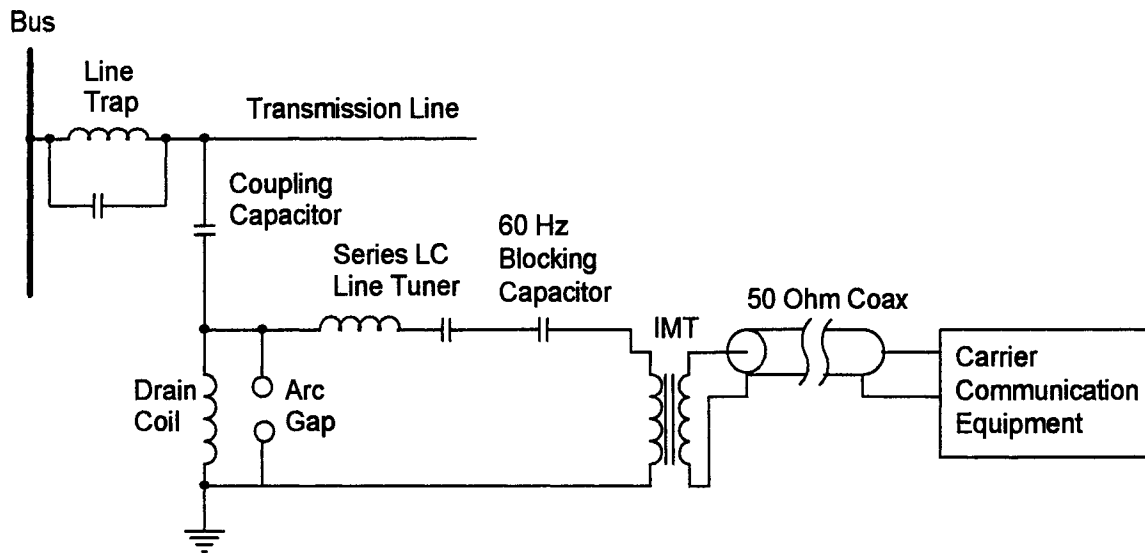 Bus
Line
Trap
Transmission Line
Coupling
Capacitor
60 Hz
Blocking
Capacitor
Series LC
Line Tuner
50 Ohm Coax
IMT
Carrier
Communication
Equipment
Drain
Coil
Arc
Gap